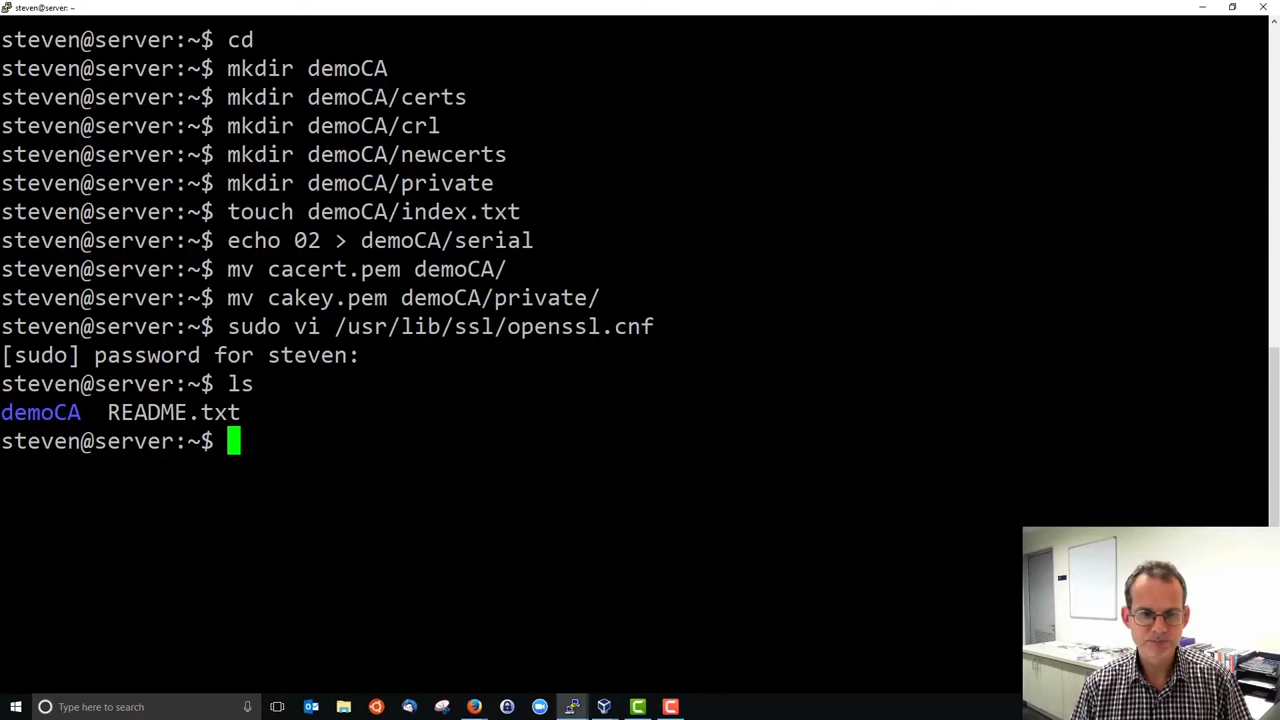 steven@server: ~
steven@server:~$ cd
steven@server:~$ mkdir demoCA
steven@server:~$ mkdir demoCA/certs
steven@server:~$ mkdir demoCA/crl
steven@server:~$ mkdir demoCA/newcerts
steven@server:~$ mkdir demoCA/private
steven@server:~$ touch demoCA/index.txt
steven@server:~$ echo 02 > demoCA/serial
steven@server:~$ mv cacert.pem demoCA/
steven@server:~$ mv cakey.pem demoCA/private/
steven@server:~$ sudo vi /usr/lib/ssl/openssl.cnf
[sudo] password for steven:
steven@server:~$ ls
demoCA  README.txt
steven@server:~$
Type here to search